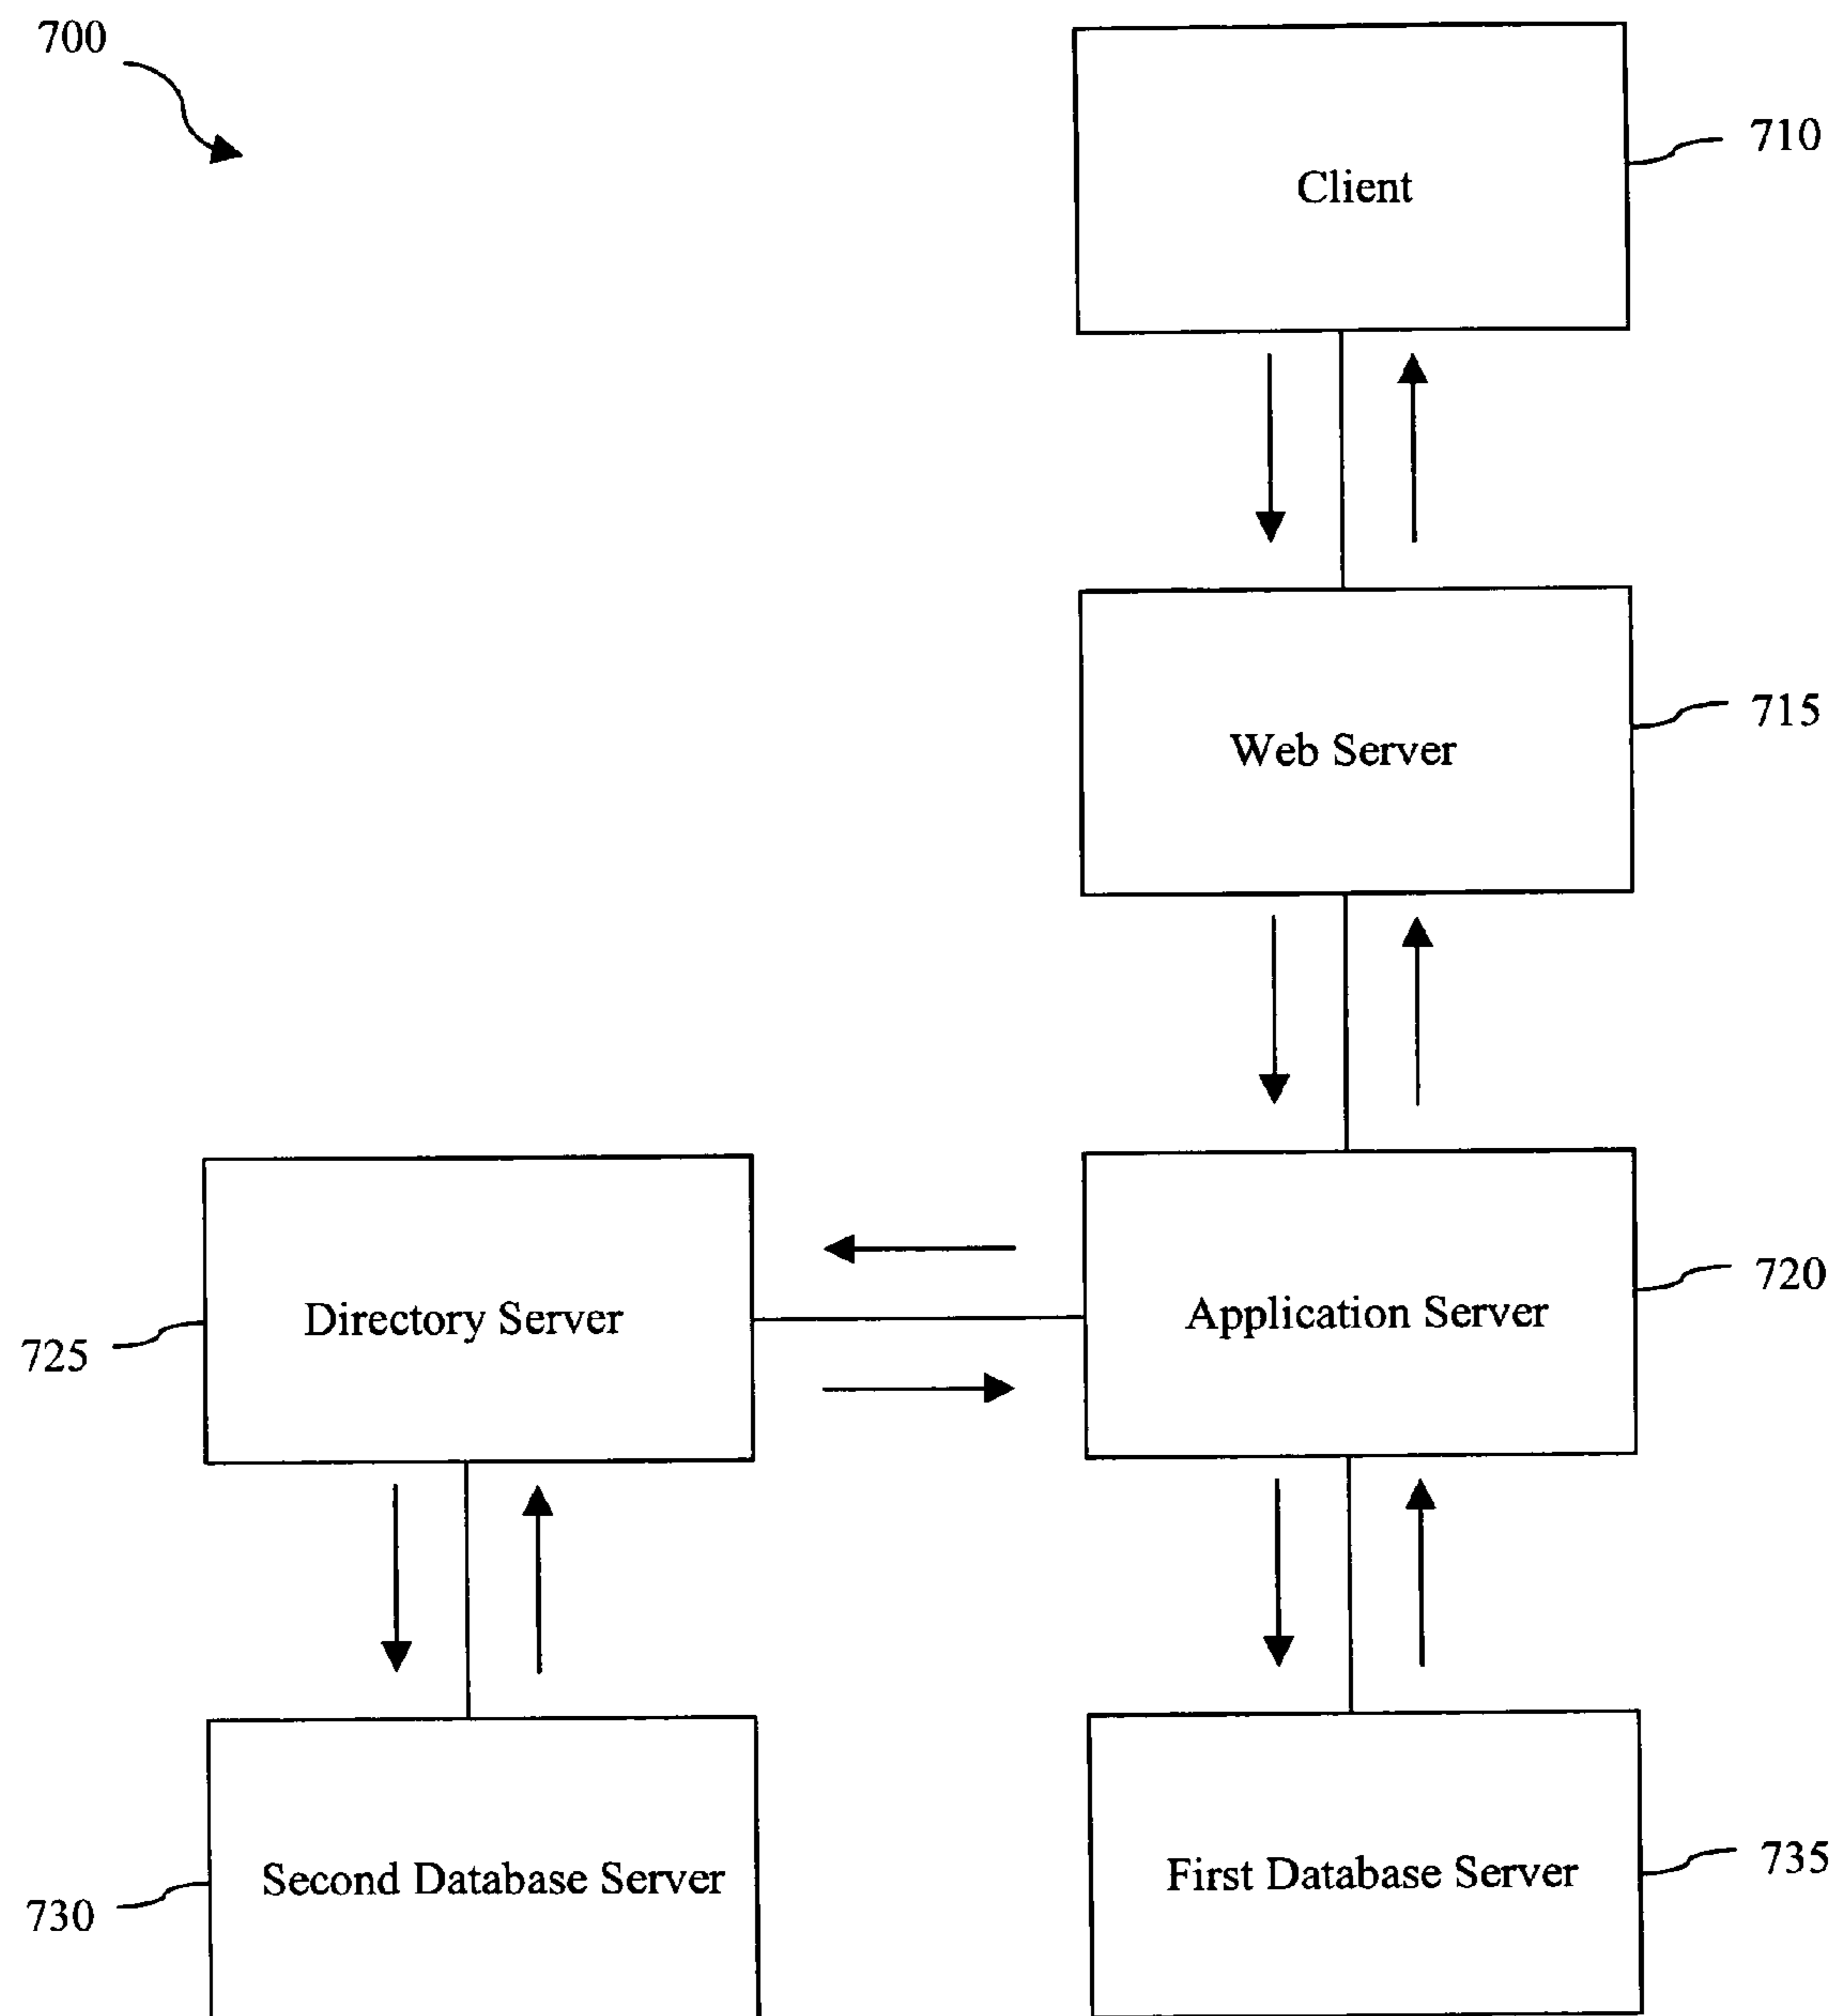 700
Client
710
Web Server
715
Directory Server
725
Application Server
720
Second Database Server
730
First Database Server
735